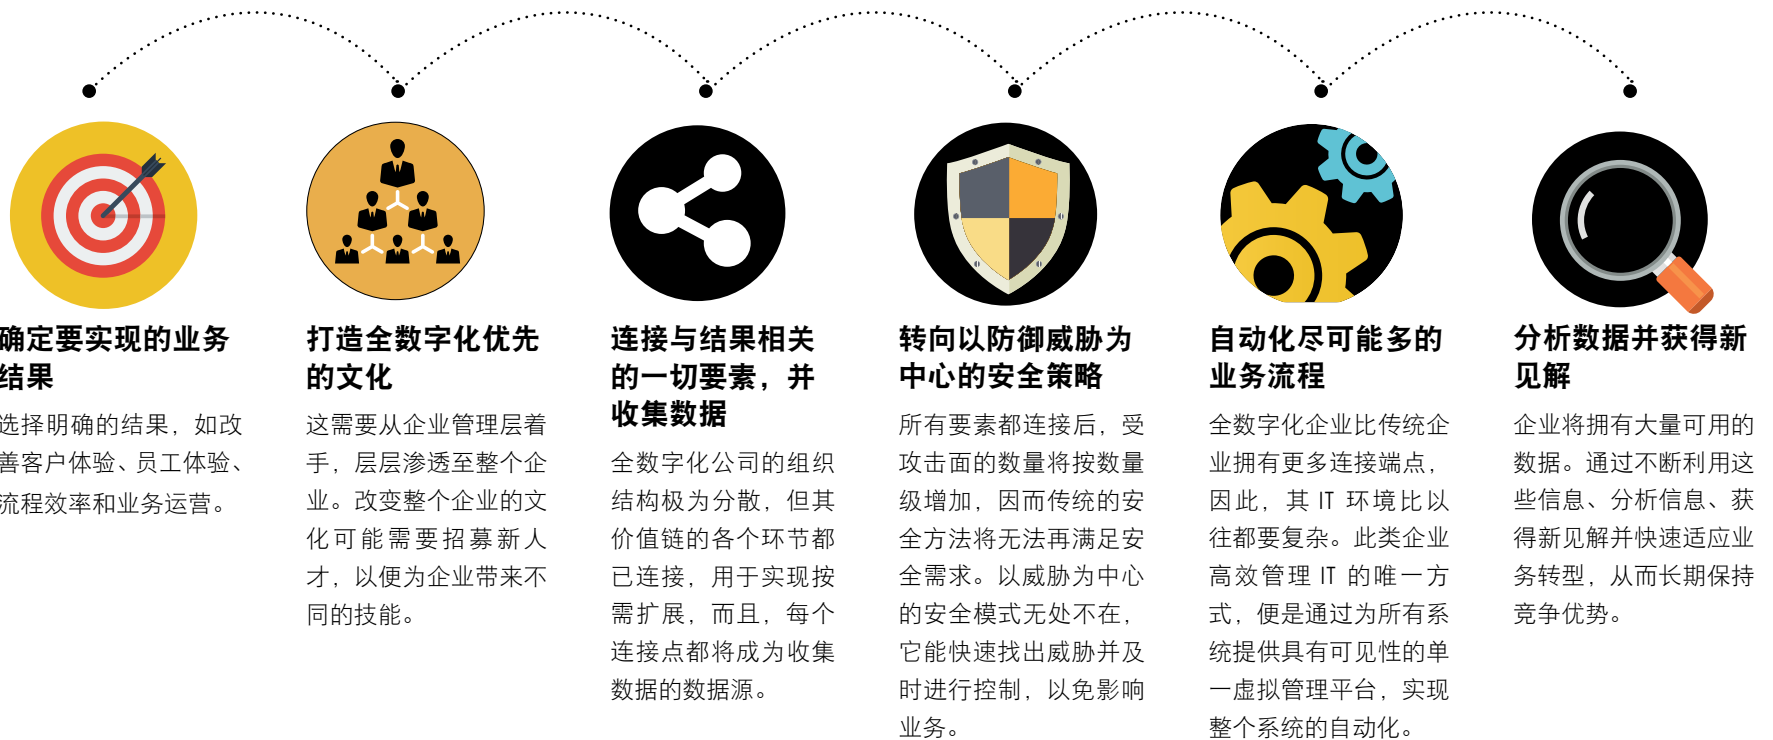 确定要实现的业务
结果
选择明确的结果，如改
善客户体验、员工体验、
流程效率和业务运营。
打造全数字化优先
的文化
这需要从企业管理层着
手，层层渗透至整个企
业。改变整个企业的文
化可能需要招募新人
才，以便为企业带来不
同的技能。
连接与结果相关
的一切要素，并
收集数据
全数字化公司的组织
结构极为分散，但其
价值链的各个环节都
已连接，用于实现按
需扩展，而且，每个
连接点都将成为收集
数据的数据源。
转向以防御威胁为
中心的安全策略
所有要素都连接后，受
攻击面的数量将按数量
级增加，因而传统的安
全方法将无法再满足安
全需求。以威胁为中心
的安全模式无处不在，
它能快速找出威胁并及
时进行控制，以免影响
业务。
自动化尽可能多的
业务流程
全数字化企业比传统企
业拥有更多连接端点，
因此，其 IT 环境比以
往都要复杂。此类企业
高效管理 IT 的唯一方
式，便是通过为所有系
统提供具有可见性的单
一虚拟管理平台，实现
整个系统的自动化。
分析数据并获得新
见解
企业将拥有大量可用的
数据。通过不断利用这
些信息、分析信息、获
得新见解并快速适应业
务转型，从而长期保持
竞争优势。